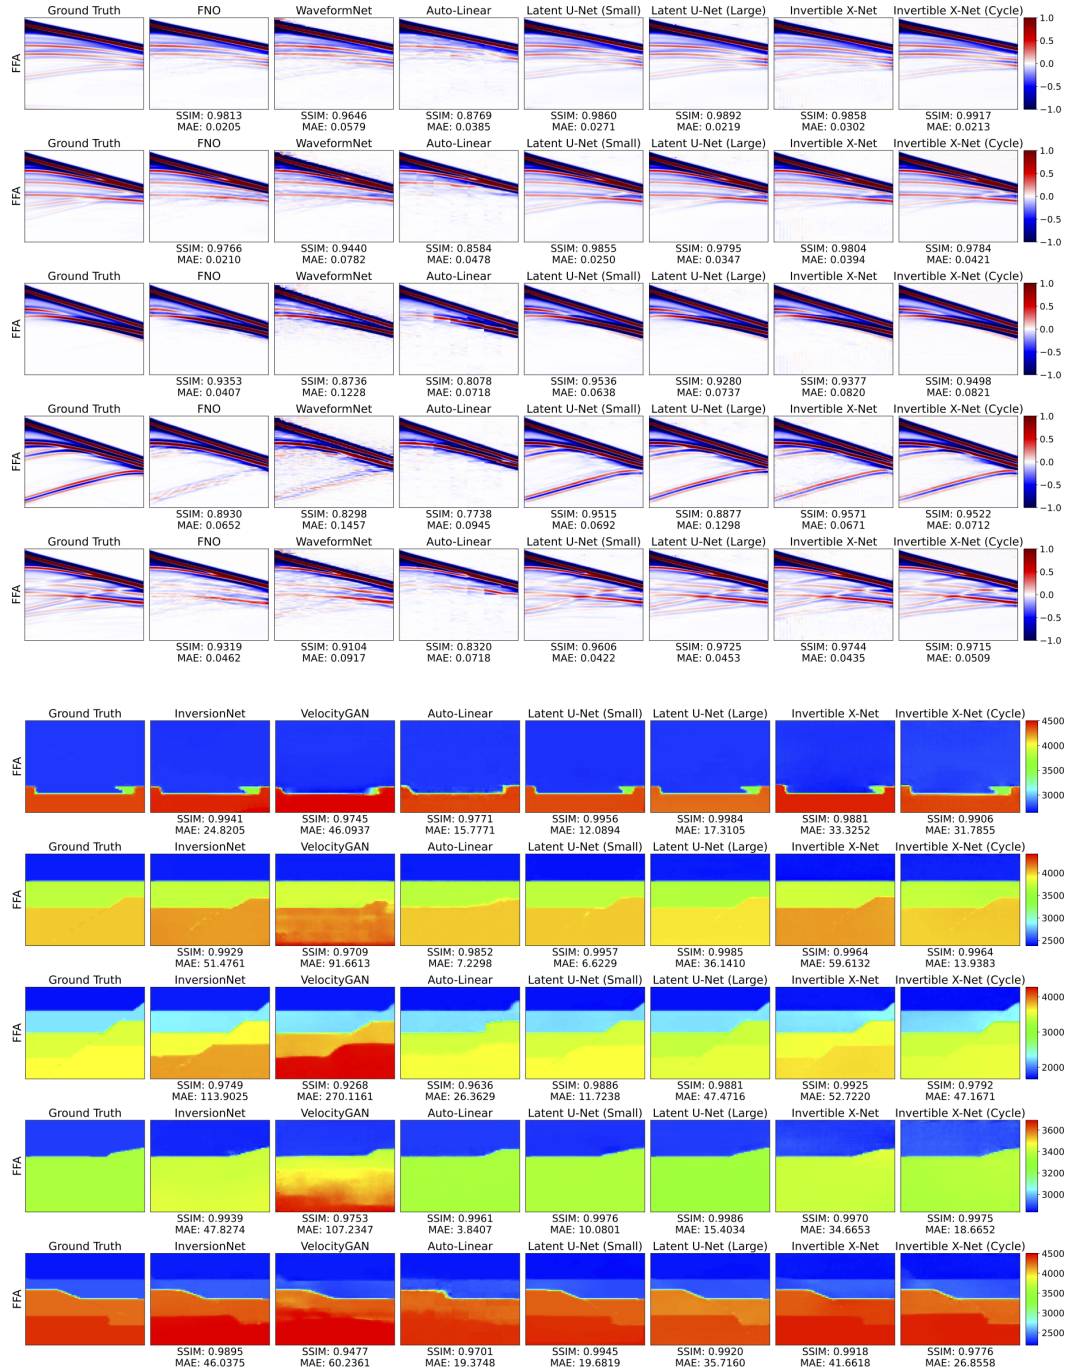 Ground Truth FNO WaveformNet Auto-Linear Latent U-Net (Small) Latent U-Net (Large) Invertible X-Net Invertible X-Net (Cycle)
FFA
1.0
0.5
0.0
−0.5
−1.0
SSIM: 0.9813 SSIM: 0.9646 SSIM: 0.8769 SSIM: 0.9860 SSIM: 0.9892 SSIM: 0.9858 SSIM: 0.9917
MAE: 0.0205 MAE: 0.0579 MAE: 0.0385 MAE: 0.0271 MAE: 0.0219 MAE: 0.0302 MAE: 0.0213
Ground Truth FNO WaveformNet Auto-Linear Latent U-Net (Small) Latent U-Net (Large) Invertible X-Net Invertible X-Net (Cycle)
FFA
1.0
0.5
0.0
−0.5
−1.0
SSIM: 0.9766 SSIM: 0.9440 SSIM: 0.8584 SSIM: 0.9855 SSIM: 0.9795 SSIM: 0.9804 SSIM: 0.9784
MAE: 0.0210 MAE: 0.0782 MAE: 0.0478 MAE: 0.0250 MAE: 0.0347 MAE: 0.0394 MAE: 0.0421
Ground Truth FNO WaveformNet Auto-Linear Latent U-Net (Small) Latent U-Net (Large) Invertible X-Net Invertible X-Net (Cycle)
FFA
1.0
0.5
0.0
−0.5
−1.0
SSIM: 0.9353 SSIM: 0.8736 SSIM: 0.8078 SSIM: 0.9536 SSIM: 0.9280 SSIM: 0.9377 SSIM: 0.9498
MAE: 0.0407 MAE: 0.1228 MAE: 0.0718 MAE: 0.0638 MAE: 0.0737 MAE: 0.0820 MAE: 0.0821
Ground Truth FNO WaveformNet Auto-Linear Latent U-Net (Small) Latent U-Net (Large) Invertible X-Net Invertible X-Net (Cycle)
FFA
1.0
0.5
0.0
−0.5
−1.0
SSIM: 0.8930 SSIM: 0.8298 SSIM: 0.7738 SSIM: 0.9515 SSIM: 0.8877 SSIM: 0.9571 SSIM: 0.9522
MAE: 0.0652 MAE: 0.1457 MAE: 0.0945 MAE: 0.0692 MAE: 0.1298 MAE: 0.0671 MAE: 0.0712
Ground Truth FNO WaveformNet Auto-Linear Latent U-Net (Small) Latent U-Net (Large) Invertible X-Net Invertible X-Net (Cycle)
FFA
1.0
0.5
0.0
−0.5
−1.0
SSIM: 0.9319 SSIM: 0.9104 SSIM: 0.8320 SSIM: 0.9606 SSIM: 0.9725 SSIM: 0.9744 SSIM: 0.9715
MAE: 0.0462 MAE: 0.0917 MAE: 0.0718 MAE: 0.0422 MAE: 0.0453 MAE: 0.0435 MAE: 0.0509
Ground Truth InversionNet VelocityGAN Auto-Linear Latent U-Net (Small) Latent U-Net (Large) Invertible X-Net Invertible X-Net (Cycle)
FFA
4500
4000
3500
3000
SSIM: 0.9941 SSIM: 0.9745 SSIM: 0.9771 SSIM: 0.9956 SSIM: 0.9984 SSIM: 0.9881 SSIM: 0.9906
MAE: 24.8205 MAE: 46.0937 MAE: 15.7771 MAE: 12.0894 MAE: 17.3105 MAE: 33.3252 MAE: 31.7855
Ground Truth InversionNet VelocityGAN Auto-Linear Latent U-Net (Small) Latent U-Net (Large) Invertible X-Net Invertible X-Net (Cycle)
FFA
4000
3500
3000
2500
SSIM: 0.9929 SSIM: 0.9709 SSIM: 0.9852 SSIM: 0.9957 SSIM: 0.9985 SSIM: 0.9964 SSIM: 0.9964
MAE: 51.4761 MAE: 91.6613 MAE: 7.2298 MAE: 6.6229 MAE: 36.1410 MAE: 59.6132 MAE: 13.9383
Ground Truth InversionNet VelocityGAN Auto-Linear Latent U-Net (Small) Latent U-Net (Large) Invertible X-Net Invertible X-Net (Cycle)
FFA
4000
3000
2000
SSIM: 0.9749 SSIM: 0.9268 SSIM: 0.9636 SSIM: 0.9886 SSIM: 0.9881 SSIM: 0.9925 SSIM: 0.9792
MAE: 113.9025 MAE: 270.1161 MAE: 26.3629 MAE: 11.7238 MAE: 47.4716 MAE: 52.7220 MAE: 47.1671
Ground Truth InversionNet VelocityGAN Auto-Linear Latent U-Net (Small) Latent U-Net (Large) Invertible X-Net Invertible X-Net (Cycle)
FFA
3600
3400
3200
3000
SSIM: 0.9939 SSIM: 0.9753 SSIM: 0.9961 SSIM: 0.9976 SSIM: 0.9986 SSIM: 0.9970 SSIM: 0.9975
MAE: 47.8274 MAE: 107.2347 MAE: 3.8407 MAE: 10.0801 MAE: 15.4034 MAE: 34.6653 MAE: 18.6652
Ground Truth InversionNet VelocityGAN Auto-Linear Latent U-Net (Small) Latent U-Net (Large) Invertible X-Net Invertible X-Net (Cycle)
FFA
4500
4000
3500
3000
2500
SSIM: 0.9895 SSIM: 0.9477 SSIM: 0.9701 SSIM: 0.9945 SSIM: 0.9920 SSIM: 0.9918 SSIM: 0.9776
MAE: 46.0375 MAE: 60.2361 MAE: 19.3748 MAE: 19.6819 MAE: 35.7160 MAE: 41.6618 MAE: 26.8558